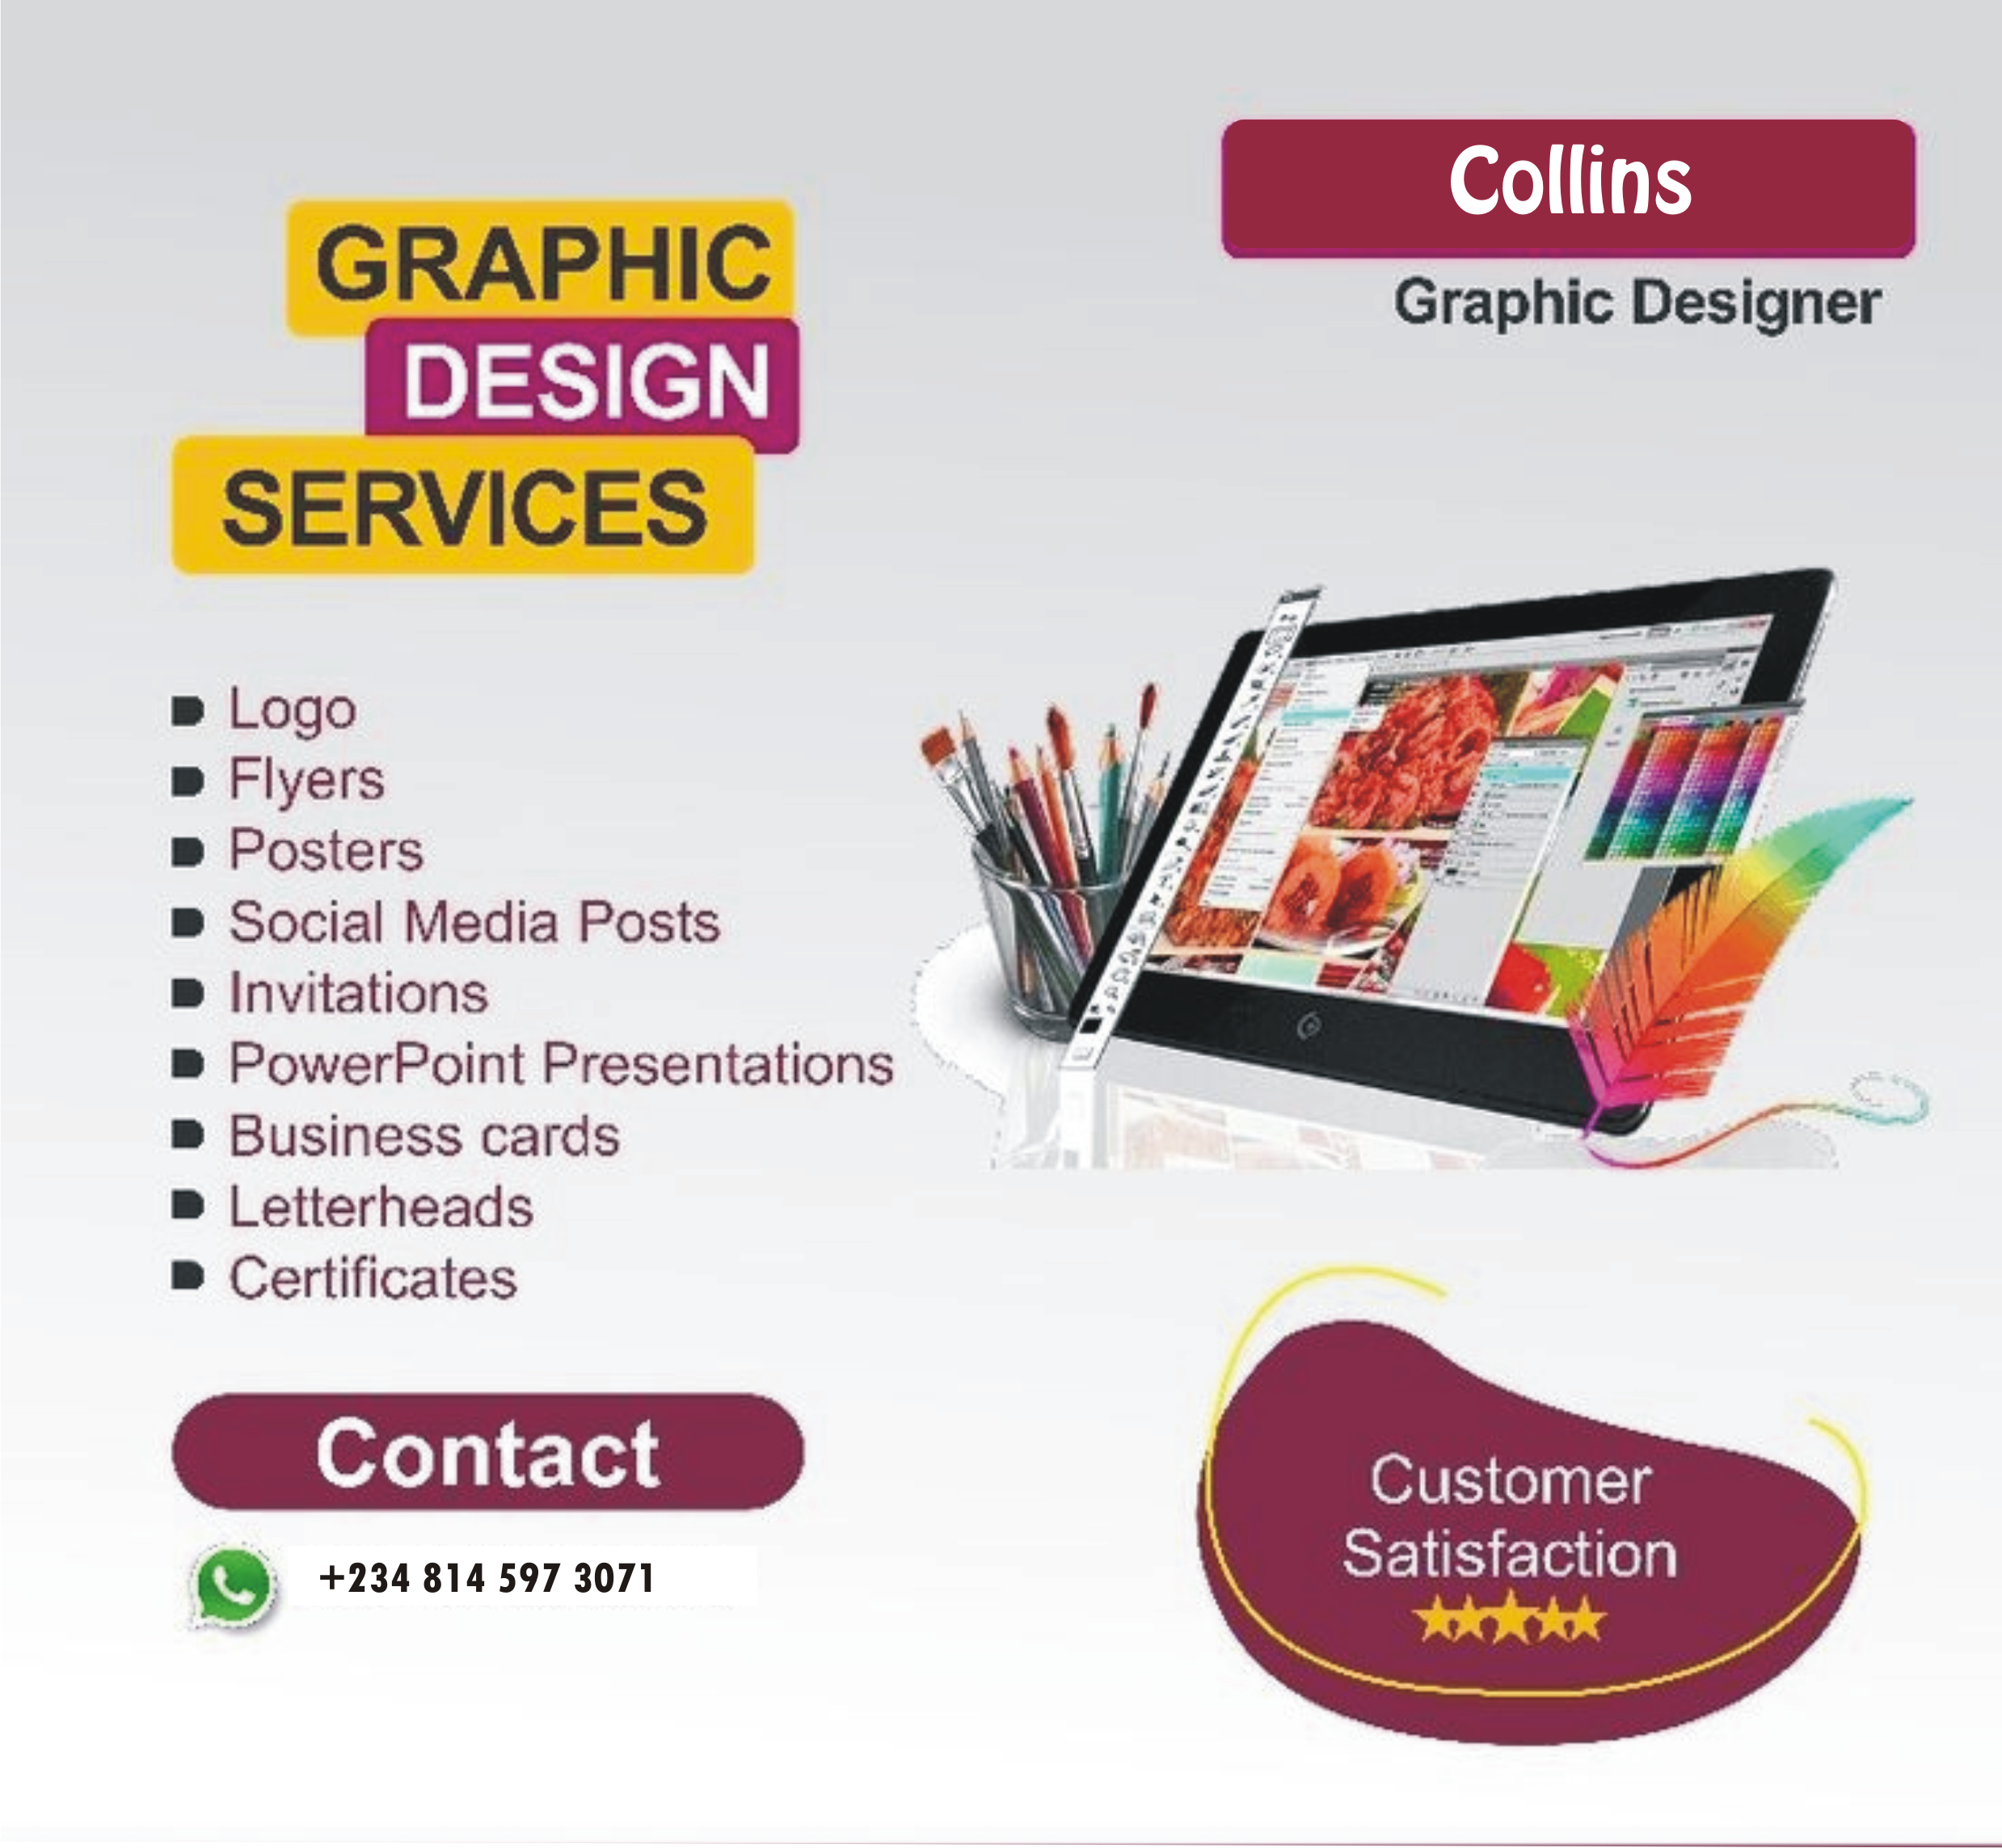 Collins
Graphic Designer
GRAPHIC
DESIGN
SERVICES
Logo
Flyers
Posters
Social Media Posts
Invitations
PowerPoint Presentations
Business cards
Letterheads
Certificates
Contact
+234 814 597 3071
Customer
Satisfaction